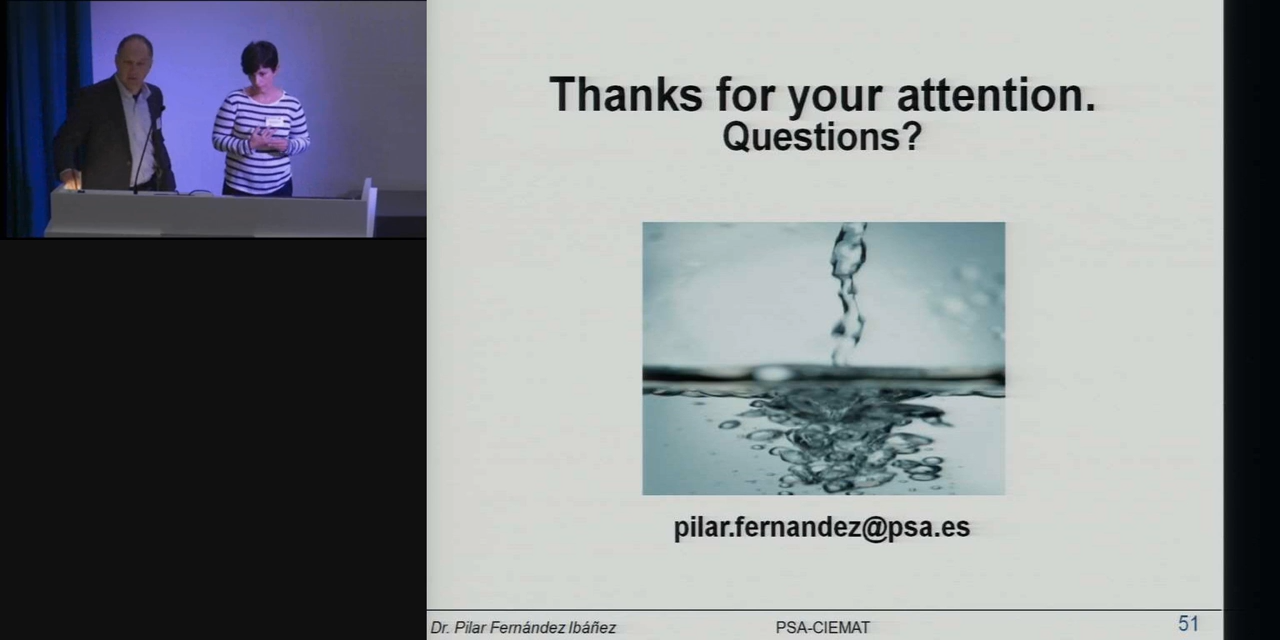 Thanks for your attention.
Questions?
pilar.fernandez@psa.es
Dr. Pilar Fernández Ibáñez
PSA-CIEMAT
51